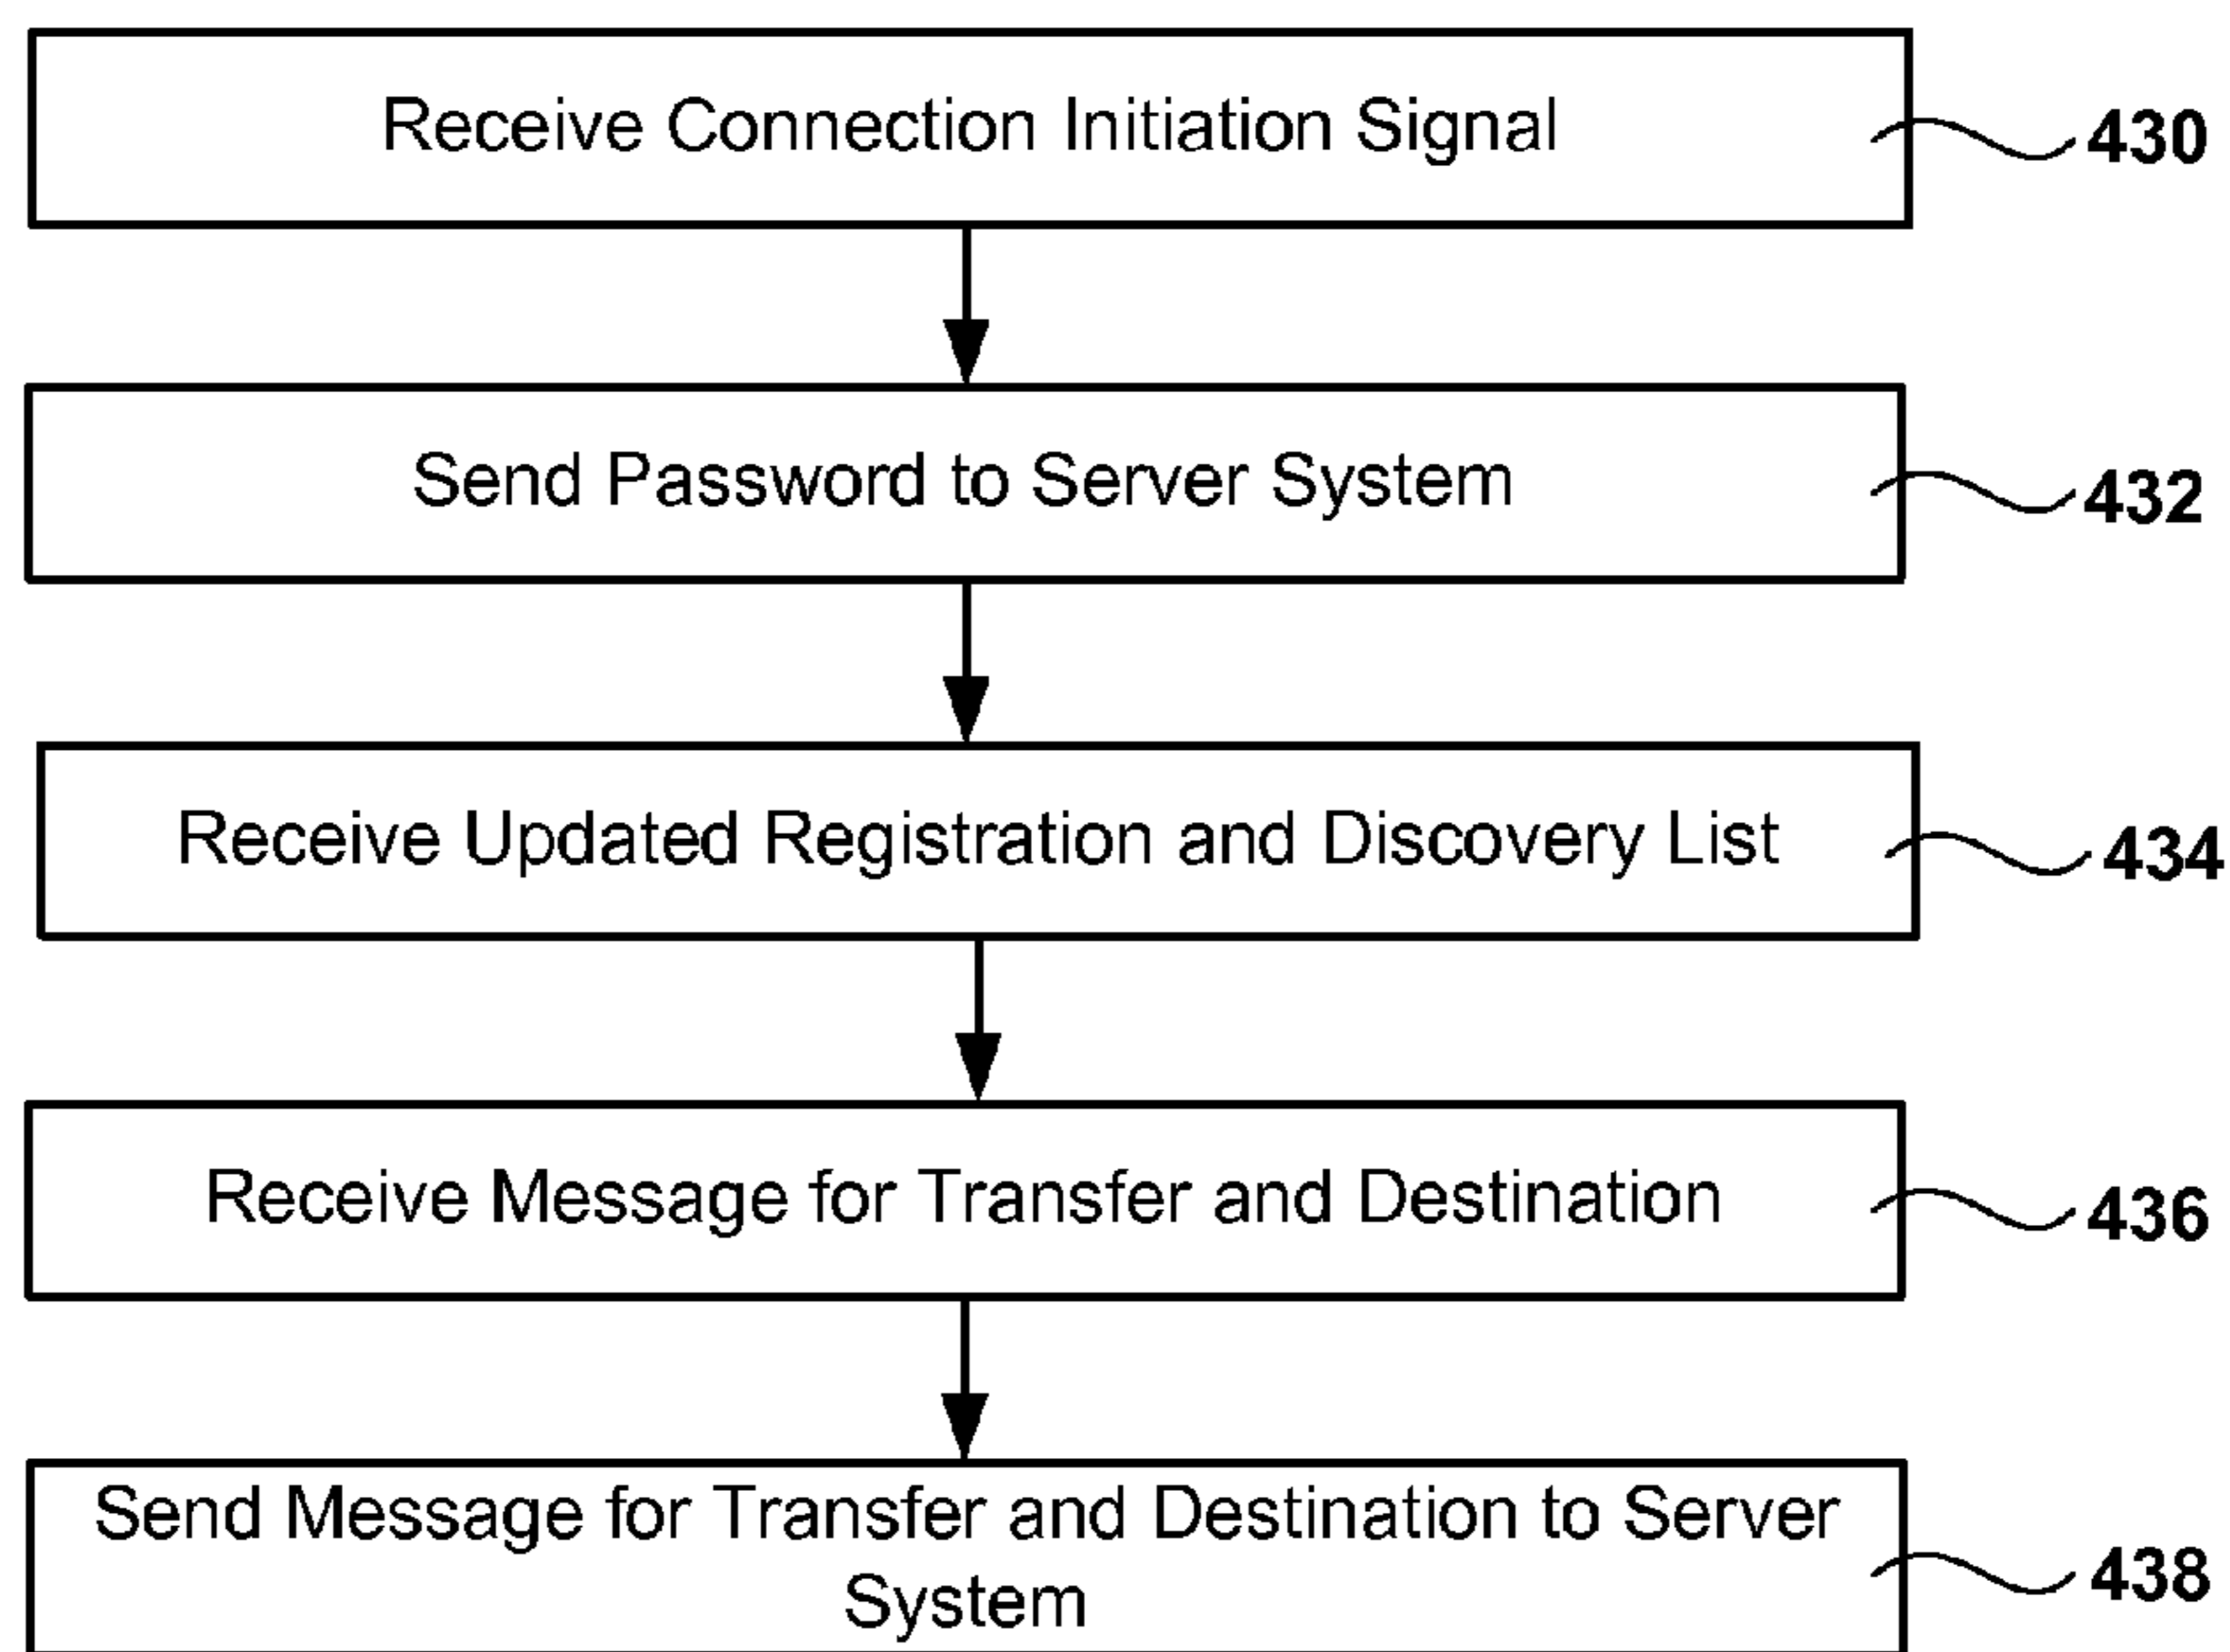 Receive Connection Initiation Signal
430
Send Password to Server System
432
Receive Updated Registration and Discovery List
434
Receive Message for Transfer and Destination
436
Send Message for Transfer and Destination to Server
System
438